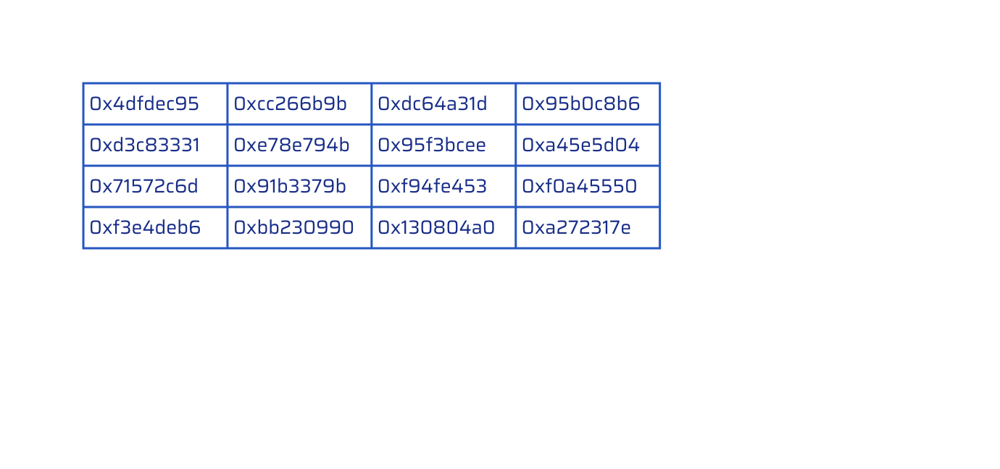 0x4dfdec95 0xcc266b9b 0xdc64a31d 0x95b0c8b6
0xd3c83331 0xe78e794b 0x95f3bcee 0xa45e5d04
0x71572c6d 0x91b3379b 0xf94fe453 0xf0a45550
0xf3e4deb6 0xbb230990 0x130804a0 0xa272317e